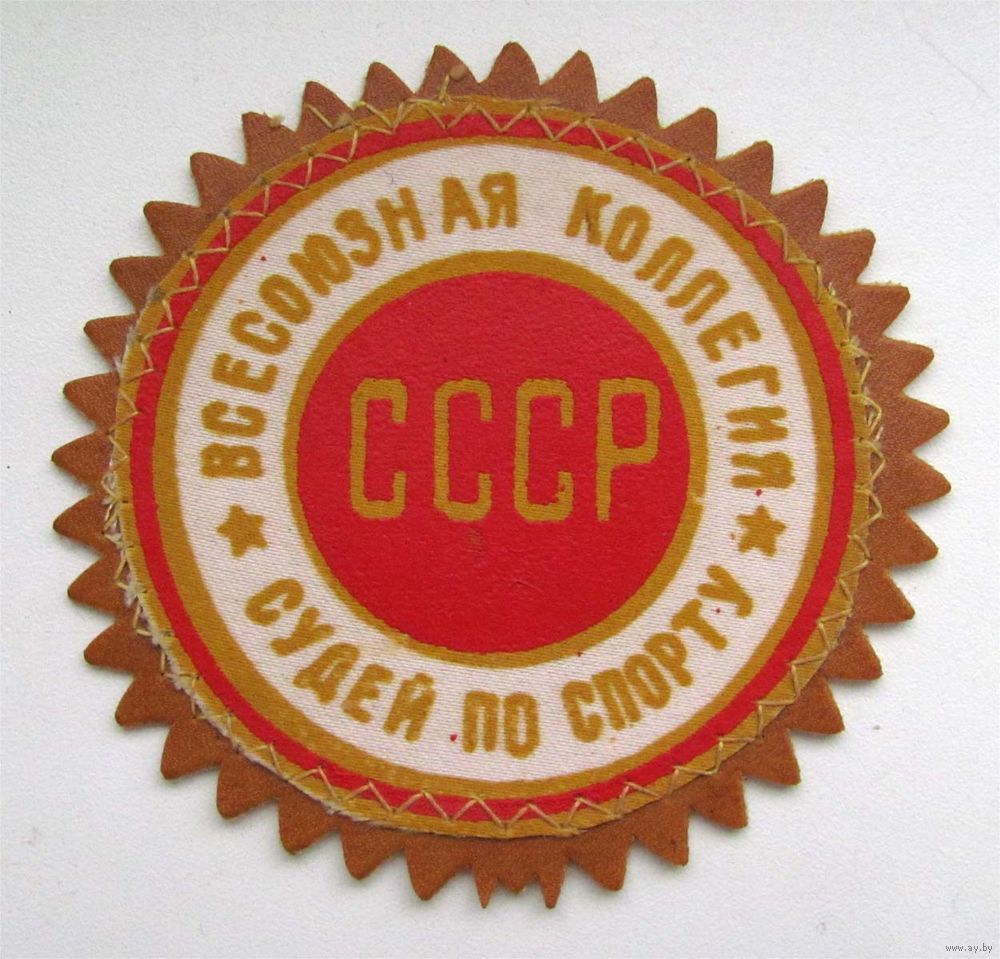 ВСЕСОЮЗНАЯ КОЛЛЕГИЯ
СССР
СУДЕЙ ПО СПОРТУ
www.ay.by